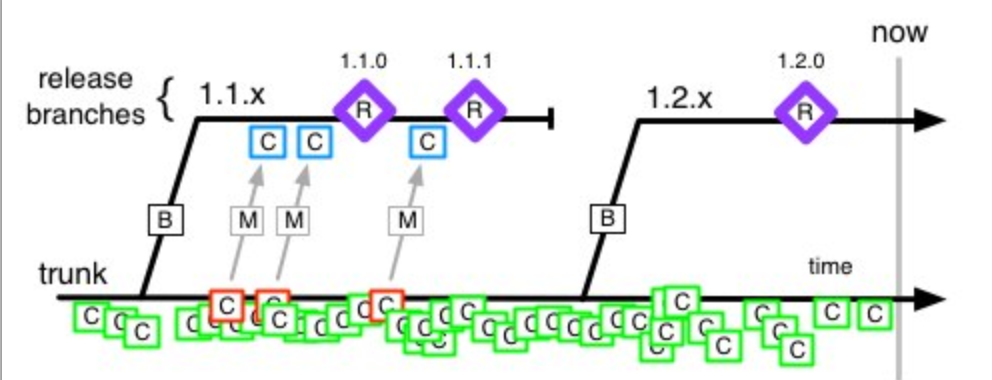 now
1.1.0 1.1.1 1.2.0
release
branches { 1.1.x R R 1.2.x R
C C C
B M M M B
trunk time
C C C
C C C C C C C C C C C C C C C C C C C C C C C C C C C C C C C C C C C C